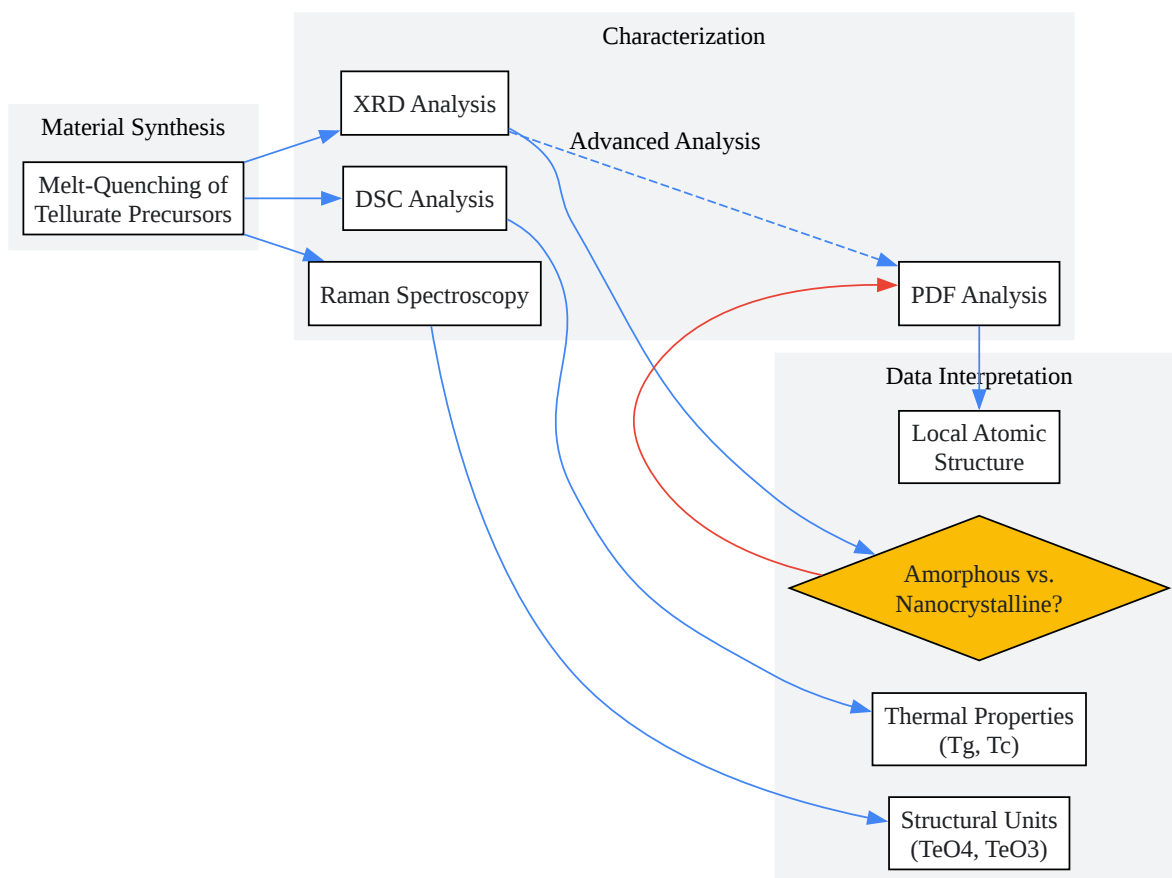 Characterization
XRD Analysis
Material Synthesis
Advanced Analysis
Melt-Quenching of
Tellurate Precursors
DSC Analysis
Raman Spectroscopy
PDF Analysis
Data Interpretation
Local Atomic
Structure
Amorphous vs.
Nanocrystalline?
Thermal Properties
(Tg, Tc)
Structural Units
(TeO4, TeO3)